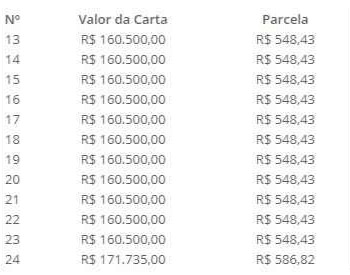 Nº Valor da Carta Parcela
13 R$ 160.500,00 R$ 548,43
14 R$ 160.500,00 R$ 548,43
15 R$ 160.500,00 R$ 548,43
16 R$ 160.500,00 R$ 548,43
17 R$ 160.500,00 R$ 548,43
18 R$ 160.500,00 R$ 548,43
19 R$ 160.500,00 R$ 548,43
20 R$ 160.500,00 R$ 548,43
21 R$ 160.500,00 R$ 548,43
22 R$ 160.500,00 R$ 548,43
23 R$ 160.500,00 R$ 548,43
24 R$ 171.735,00 R$ 586,82